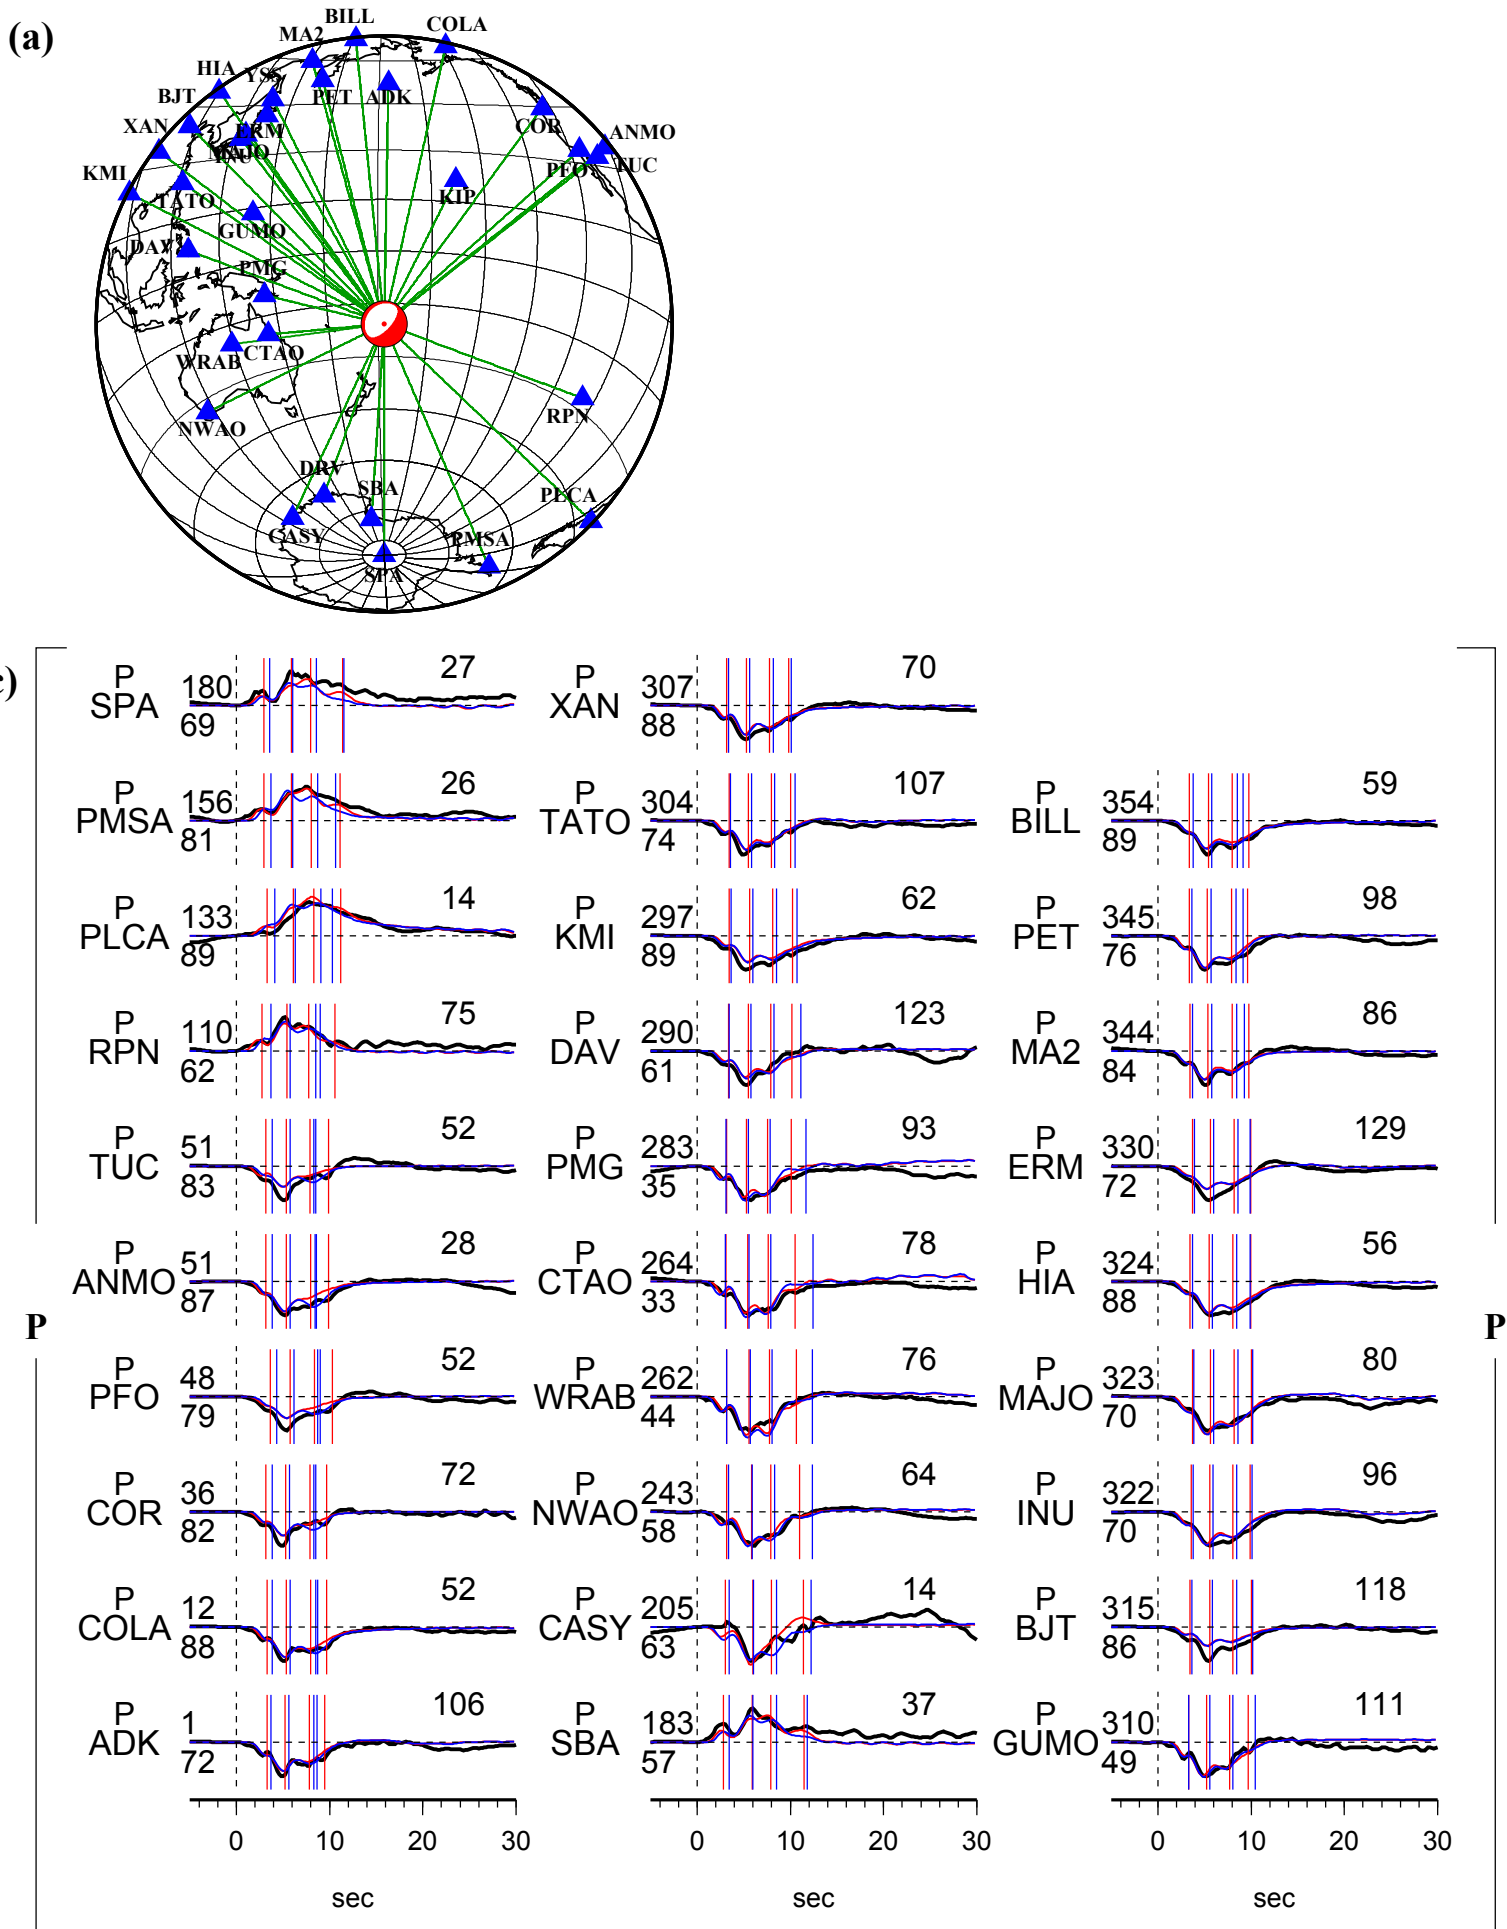 (a)
BILL
COLA
MA2
HIA
YSS
BJT
PET
ADK
XAN
ERM
COR
ANMO
MAJO
INU
PFO
TUC
KMI
TATO
KIP
GUMO
DAV
PMG
WRAB
CTAO
NWAO
RPN
DRV
SBA
PLCA
CASY
PMSA
SPA
c)
P SPA 180 69 27
P PMSA 156 81 26
P PLCA 133 89 14
P RPN 110 62 75
P TUC 51 83 52
P ANMO 51 87 28
P PFO 48 79 52
P COR 36 82 72
P COLA 12 88 52
P ADK 1 72 106
0 10 20 30
sec
P XAN 307 88 70
P TATO 304 74 107
P KMI 297 89 62
P DAV 290 61 123
P PMG 283 35 93
P CTAO 264 33 78
P WRAB 262 44 76
P NWAO 243 58 64
P CASY 205 63 14
P SBA 183 57 37
0 10 20 30
sec
P BILL 354 89 59
P PET 345 76 98
P MA2 344 84 86
P ERM 330 72 129
P HIA 324 88 56
P MAJO 323 70 80
P INU 322 70 96
P BJT 315 86 118
P GUMO 310 49 111
0 10 20 30
sec
P
P